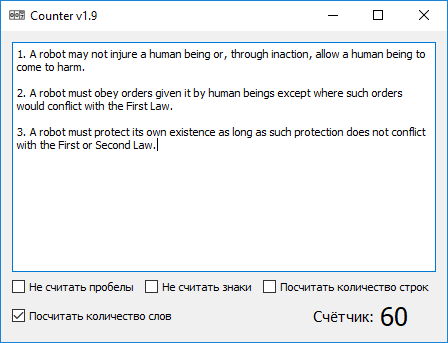 Counter v1.9
1. A robot may not injure a human being or, through inaction, allow a human being to
come to harm.
2. A robot must obey orders given it by human beings except where such orders
would conflict with the First Law.
3. A robot must protect its own existence as long as such protection does not conflict
with the First or Second Law.
Не считать пробелы Не считать знаки Посчитать количество строк
Посчитать количество слов Счётчик: 60